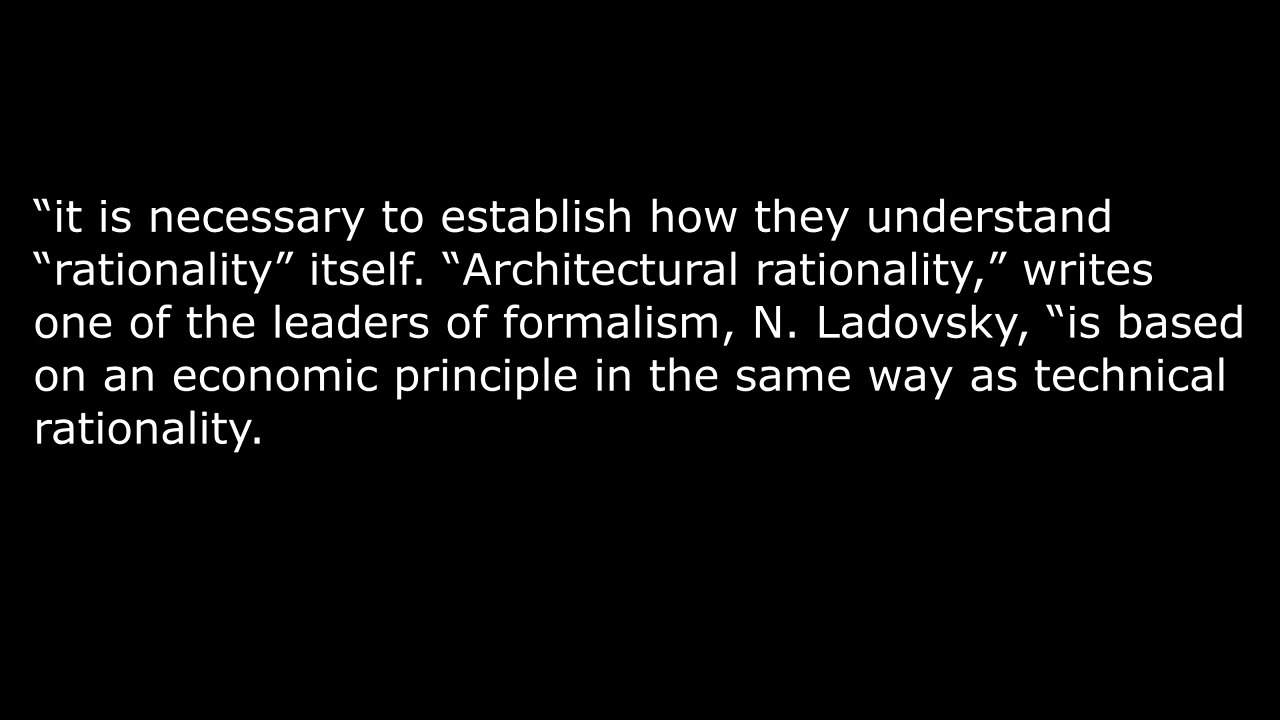 “it is necessary to establish how they understand
“rationality” itself. “Architectural rationality,” writes
one of the leaders of formalism, N. Ladovsky, “is based
on an economic principle in the same way as technical
rationality.